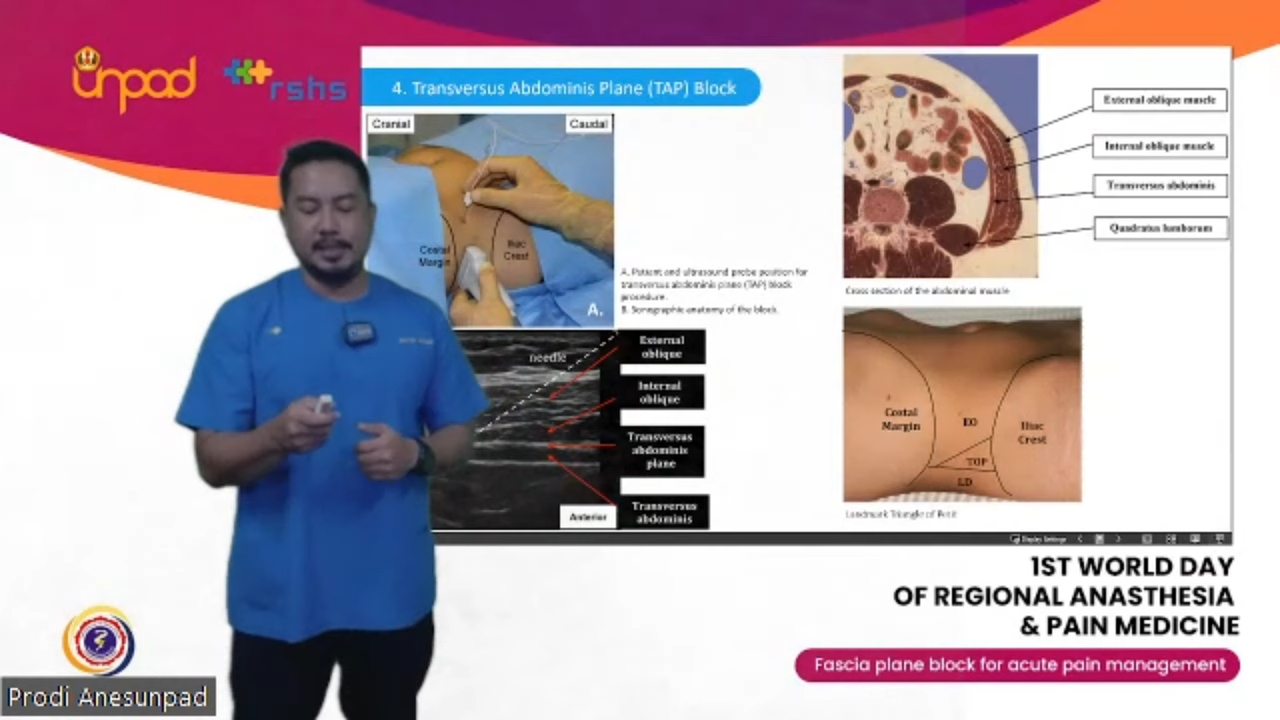 unpad
rshs
4. Transversus Abdominis Plane (TAP) Block
Cranial
Caudal
Costal
Margin
Iliac
Crest
A.
A. Patient and ultrasound probe position for
transversus abdominis plane (TAP) block
procedure.
B. Sonographic anatomy of the block.
needle
External
oblique
Internal
oblique
Transversus
abdominis
plane
Transversus
abdominis
Anterior
External oblique muscle
Internal oblique muscle
Transversus abdominis
Quadratus lumborum
Cross section of the abdominal muscle
Costal
Margin
EO
Iliac
Crest
TOP
LD
Landmark Triangle of Petit
Display Settings
1ST WORLD DAY
OF REGIONAL ANASTHESIA
& PAIN MEDICINE
Fascia plane block for acute pain management
Prodi Anesunpad